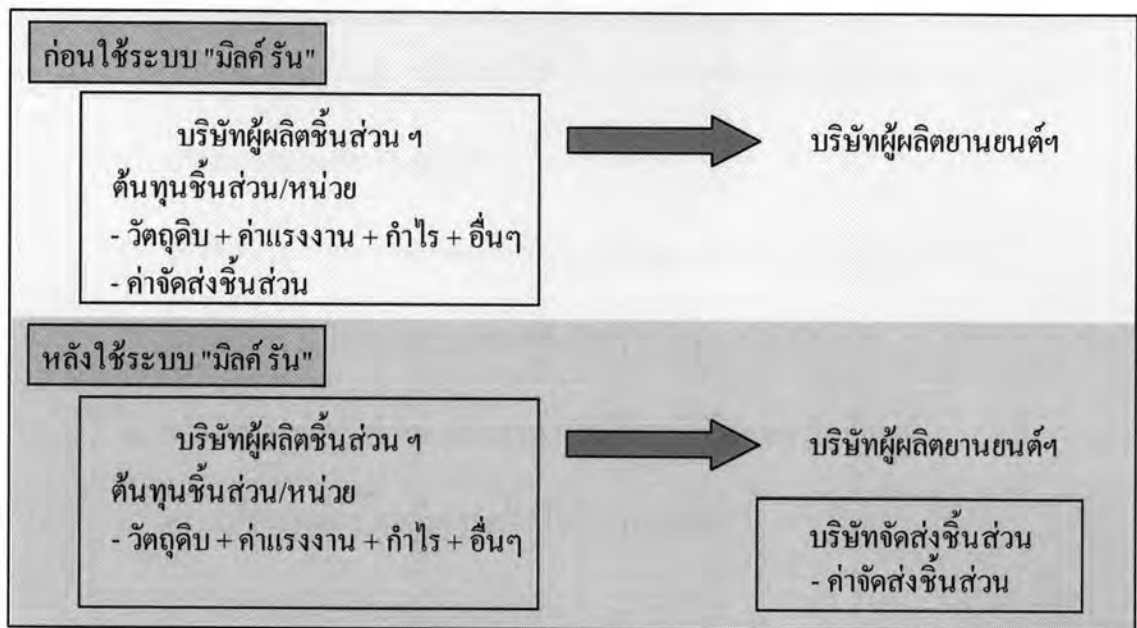 ก่อนใช้ระบบ "มิลค์ รัน"
บริษัทผู้ผลิตชิ้นส่วน ฯ
บริษัทผู้ผลิตยานยนต์ฯ
ต้นทุนชิ้นส่วน/หน่วย
- วัตถุดิบ + ค่าแรงงาน + กำไร + อื่นๆ
- ค่าจัดส่งชิ้นส่วน
หลังใช้ระบบ "มิลค์ รัน"
บริษัทผู้ผลิตชิ้นส่วน ฯ
บริษัทผู้ผลิตยานยนต์ฯ
ต้นทุนชิ้นส่วน/หน่วย
- วัตถุดิบ + ค่าแรงงาน + กำไร + อื่นๆ
บริษัทจัดส่งชิ้นส่วน
- ค่าจัดส่งชิ้นส่วน